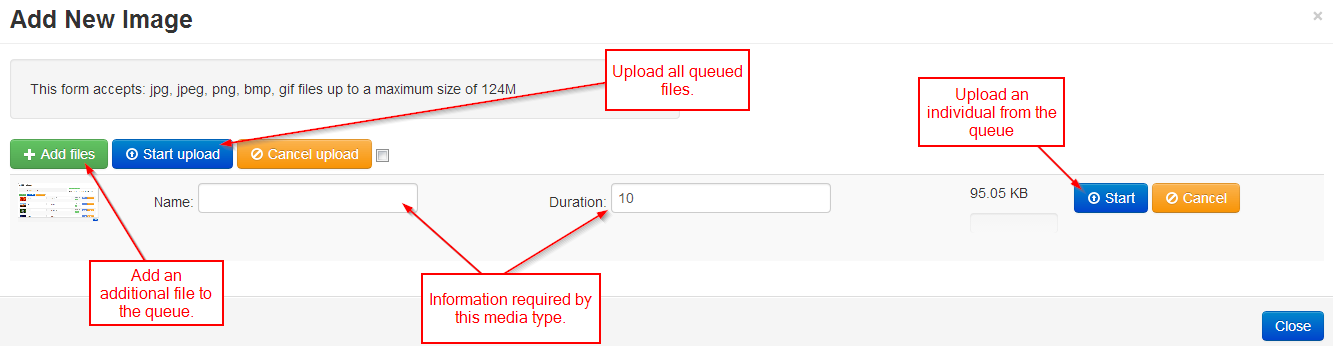 Add New Image
×
This form accepts: jpg, jpeg, png, bmp, gif files up to a maximum size of 124M
Upload all queued
files.
Upload an
individual from the
queue
Add files
Start upload
Cancel upload
Name:
Duration: 10
95.05 KB
Start
Cancel
Add an
additional file to
the queue.
Information required by
this media type.
Close